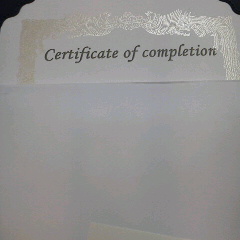 Certificate of completion